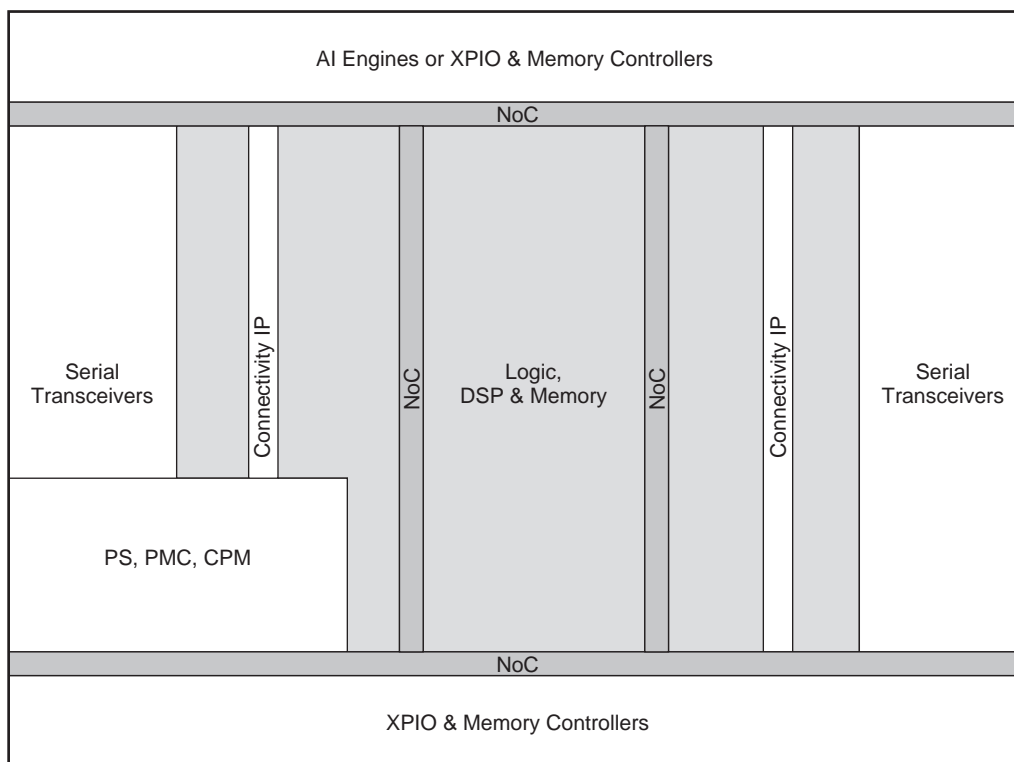 AI Engines or XPIO & Memory Controllers
NoC
Serial
Transceivers
Connectivity IP
NoC
Logic,
DSP & Memory
NoC
Connectivity IP
Serial
Transceivers
PS, PMC, CPM
NoC
XPIO & Memory Controllers